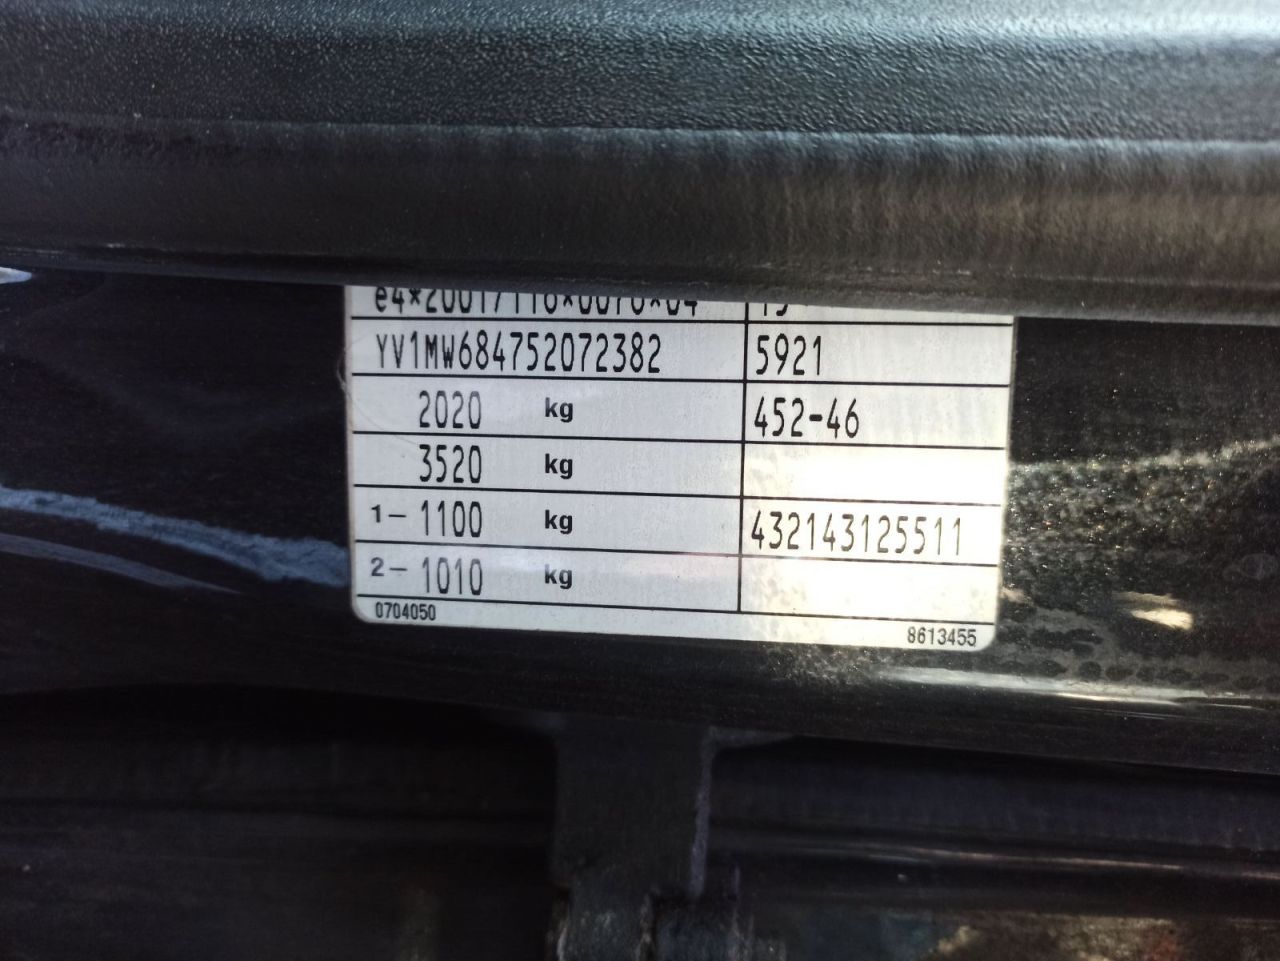 YV1MW684752072382 5921
2020 kg 452-46
3520 kg
1- 1100 kg 432143125511
2- 1010 kg
0704050 8613455